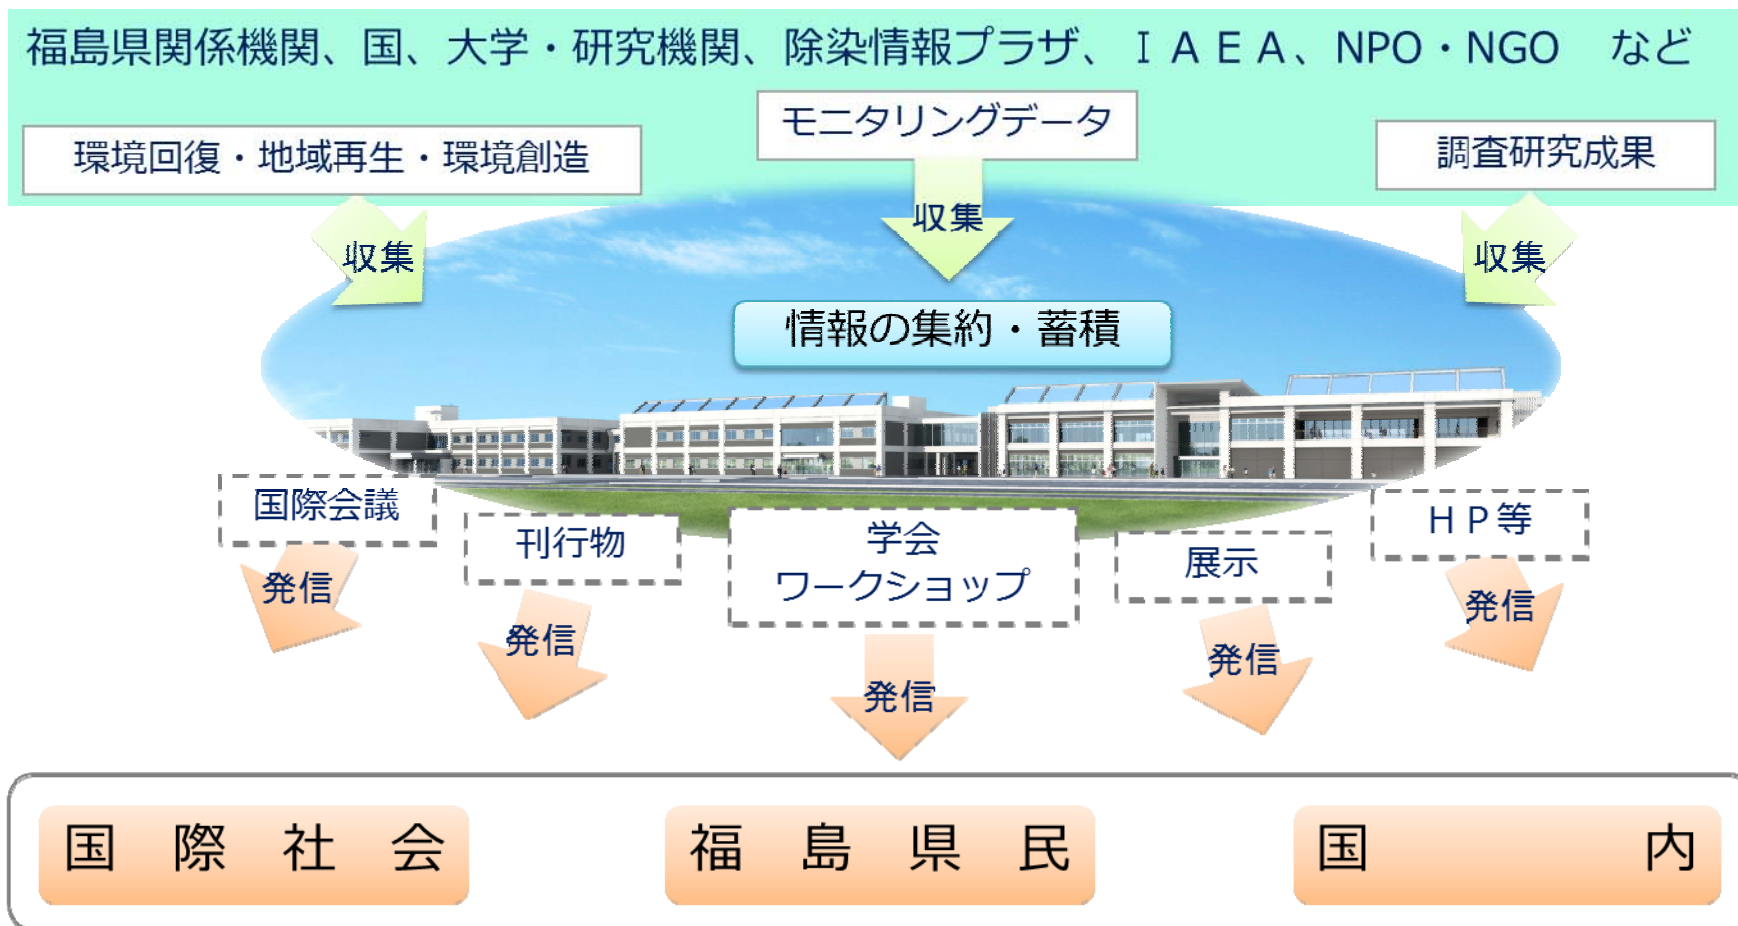 福島県関係機関、国、大学・研究機関、除染情報プラザ、ＩＡＥＡ、NPO・NGO　など
環境回復・地域再生・環境創造
モニタリングデータ
調査研究成果
収集
収集
収集
情報の集約・蓄積
国際会議
刊行物
学会
ワークショップ
展示
ＨＰ等
発信
発信
発信
発信
発信
国　際　社　会
福　島　県　民
国　　　　　内